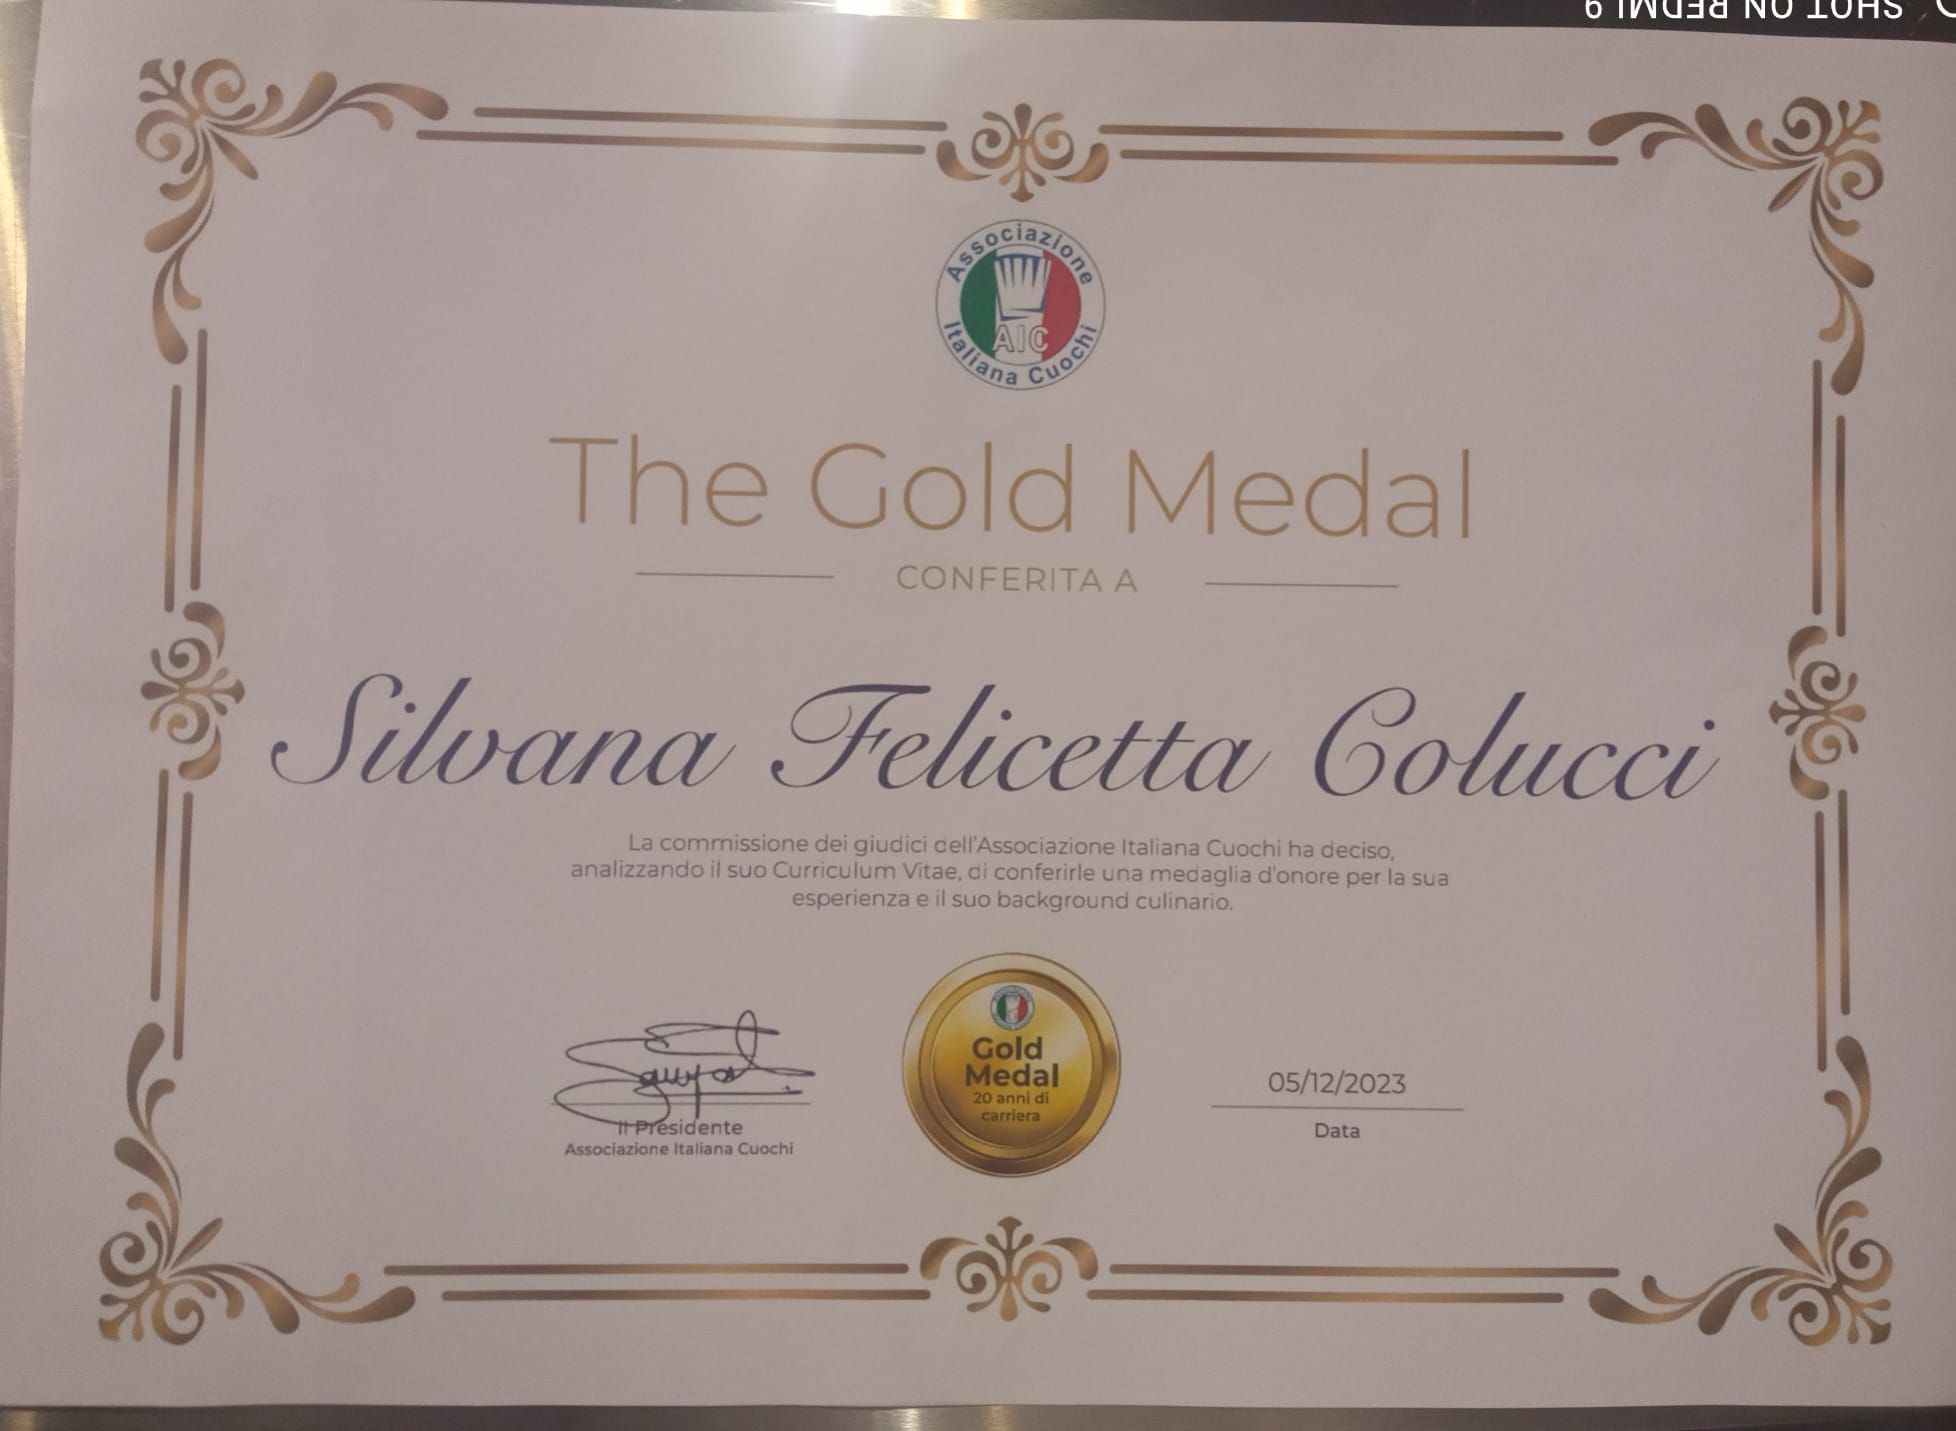 SHOT ON REDMI 9
Associazione
AIC
Italiana Cuochi
The Gold Medal
CONFERITA A
Silvana Felicetta Colucci
La commissione dei giudici dell'Associazione Italiana Cuochi ha deciso,
analizzando il suo Curriculum Vitae, di conferirle una medaglia d'onore per la sua
esperienza e il suo background culinario.
Gold
Medal
20 anni di
carriera
Il Presidente
Associazione Italiana Cuochi
05/12/2023
Data